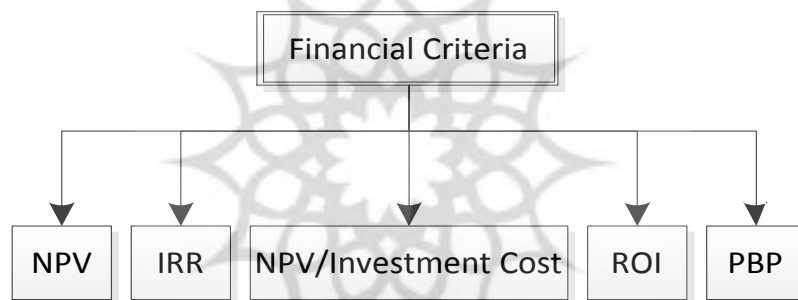 Financial Criteria
NPV
IRR
NPV/Investment Cost
ROI
PBP